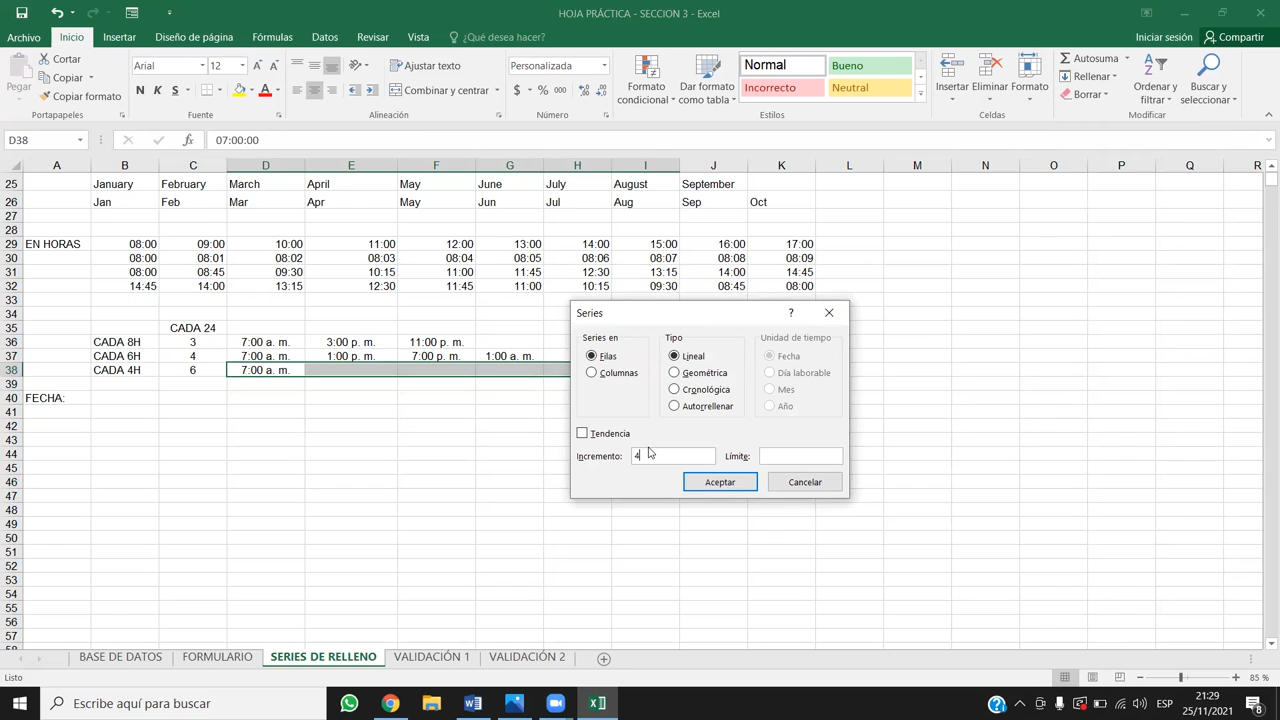 HOJA PRÁCTICA - SECCION 3 - Excel
Archivo Inicio Insertar Diseño de página Fórmulas Datos Revisar Vista ¿Qué desea hacer? Iniciar sesión Compartir
Pegar Cortar Copiar Copiar formato
Arial 12 N K S A A A
Ajustar texto Combinar y centrar
Personalizada $ % 000
Formato condicional Dar formato como tabla
Normal Bueno
Incorrecto Neutral
Insertar Eliminar Formato
Autosuma Rellenar Borrar
Ordenar y filtrar Buscar y seleccionar
Portapapeles Fuente Alineación Número Estilos Celdas Modificar
D38 fx 07:00:00
A B C D E F G H I J K L M N O P Q R
25 January February March April May June July August September
26 Jan Feb Mar Apr May Jun Jul Aug Sep Oct
27
28
29 EN HORAS 08:00 09:00 10:00 11:00 12:00 13:00 14:00 15:00 16:00 17:00
30 08:00 08:01 08:02 08:03 08:04 08:05 08:06 08:07 08:08 08:09
31 08:00 08:45 09:30 10:15 11:00 11:45 12:30 13:15 14:00 14:45
32 14:45 14:00 13:15 12:30 11:45 11:00 10:15 09:30 08:45 08:00
33
34
35 CADA 24
36 CADA 8H 3 7:00 a. m. 3:00 p. m. 11:00 p. m.
37 CADA 6H 4 7:00 a. m. 1:00 p. m. 7:00 p. m. 1:00 a. m.
38 CADA 4H 6 7:00 a. m.
39
40 FECHA:
41
42
43
44
45
46
47
48
49
50
51
52
53
54
55
56
57
Series ?
Series en Tipo Unidad de tiempo
Filas Lineal Fecha
Columnas Geométrica Día laborable
Cronológica Mes
Autorrellenar Año
Tendencia
Incremento: 4 Límite:
Aceptar Cancelar
BASE DE DATOS FORMULARIO SERIES DE RELLENO VALIDACIÓN 1 VALIDACIÓN 2
Listo 85 %
Escribe aquí para buscar ESP 21:29
25/11/2021 8